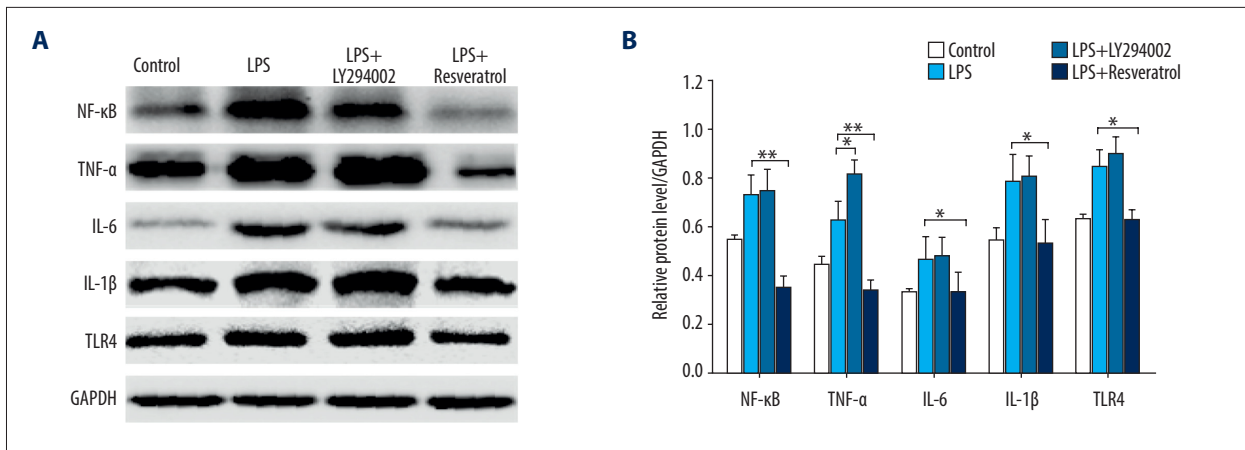 A
Control
LPS
LPS+
LY294002
LPS+
Resveratrol
NF-κB
TNF-α
IL-6
IL-1β
TLR4
GAPDH
B
Control
LPS
LPS+LY294002
LPS+Resveratrol
Relative protein level/GAPDH
1.2
1.0
0.8
0.6
0.4
0.2
0.0
**
**
*
*
*
*
NF-κB
TNF-α
IL-6
IL-1β
TLR4